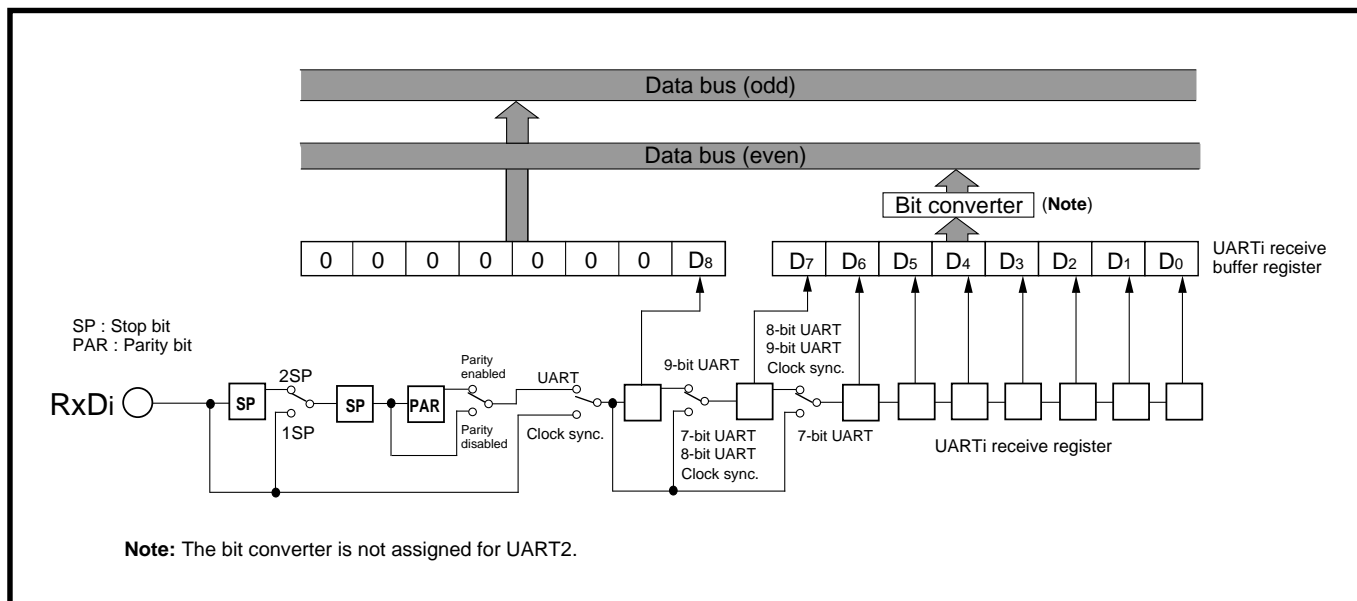 Data bus (odd)
Data bus (even)
Bit converter (Note)
0 0 0 0 0 0 0 D8
D7 D6 D5 D4 D3 D2 D1 D0
UARTi receive
buffer register
SP : Stop bit
PAR : Parity bit
RxDi
SP
2SP
1SP
SP
PAR
Parity
enabled
Parity
disabled
UART
Clock sync.
9-bit UART
7-bit UART
8-bit UART
Clock sync.
8-bit UART
9-bit UART
Clock sync.
7-bit UART
UARTi receive register
Note: The bit converter is not assigned for UART2.